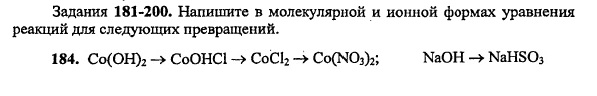 Задания 181-200. Напишите в молекулярной и ионной формах уравнения
реакций для следующих превращений.
184. Co(OH)₂ → CoOHCl → CoCl₂ → Co(NO₃)₂; NaOH → NaHSO₃